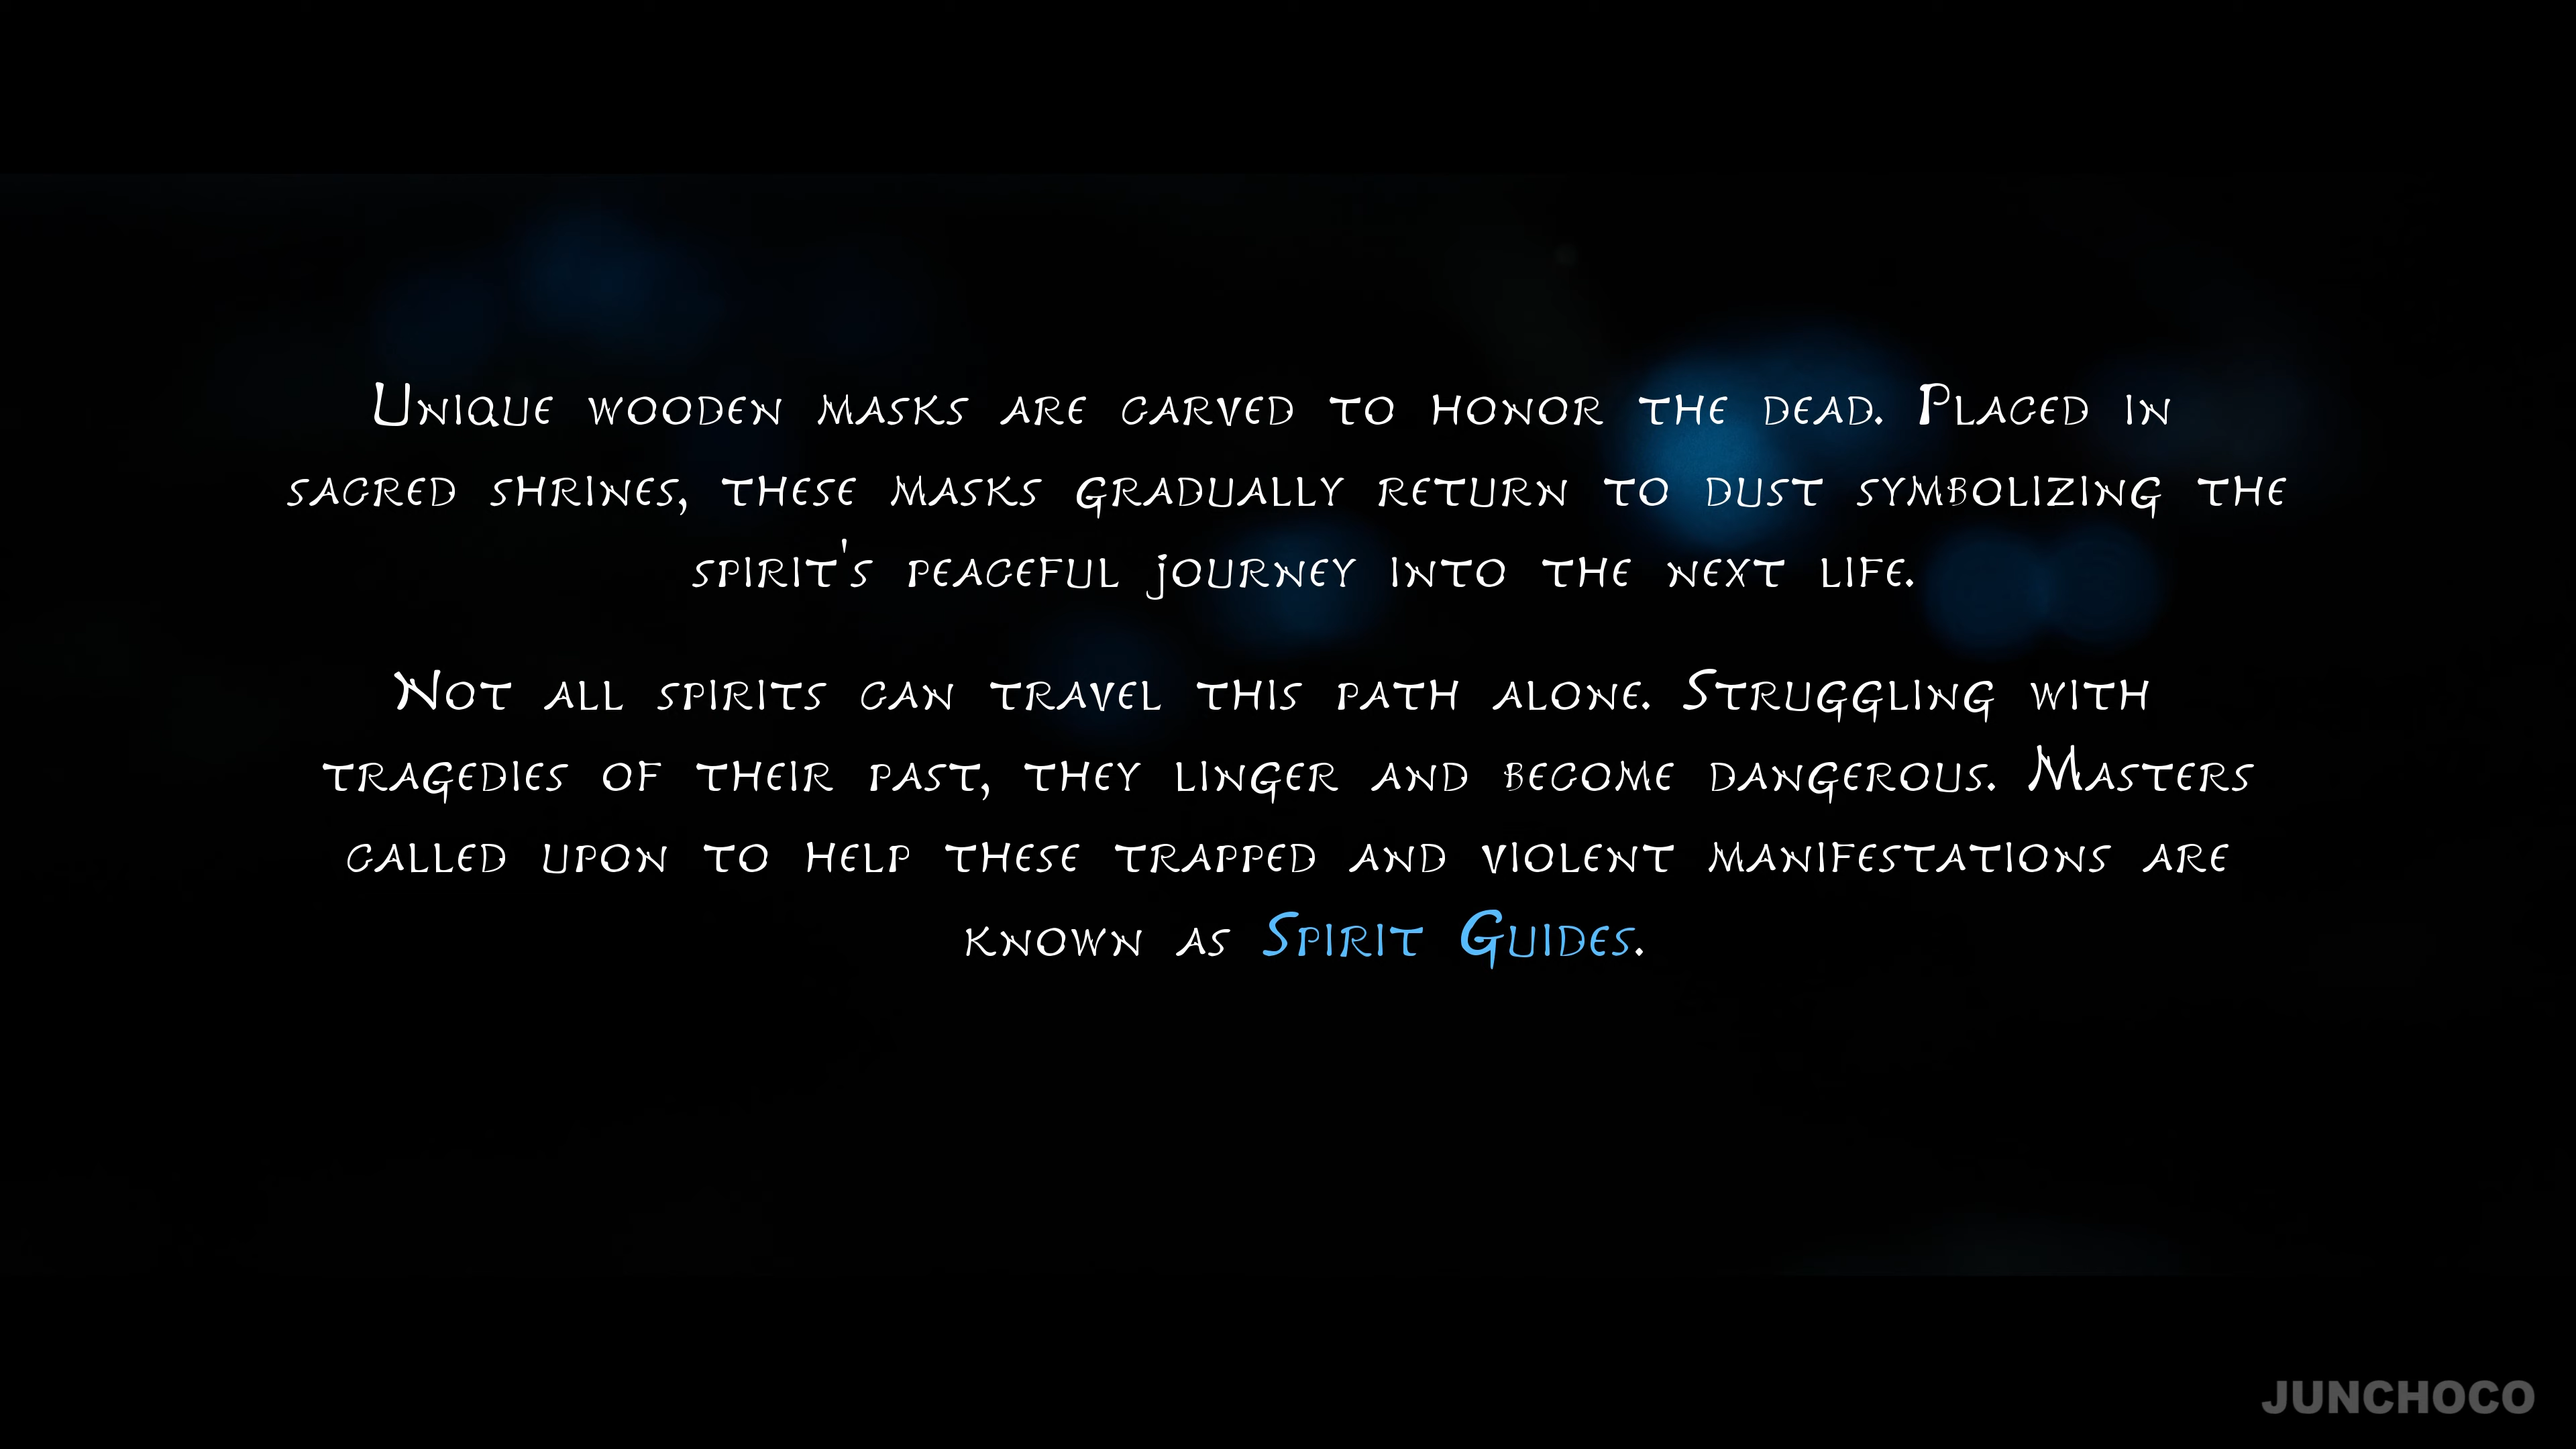 Unique wooden masks are carved to honor the dead. Placed in
sacred shrines, these masks gradually return to dust symbolizing the
spirit's peaceful journey into the next life.
Not all spirits can travel this path alone. Struggling with
tragedies of their past, they linger and become dangerous. Masters
called upon to help these trapped and violent manifestations are
known as Spirit Guides.
JUNCHOCO